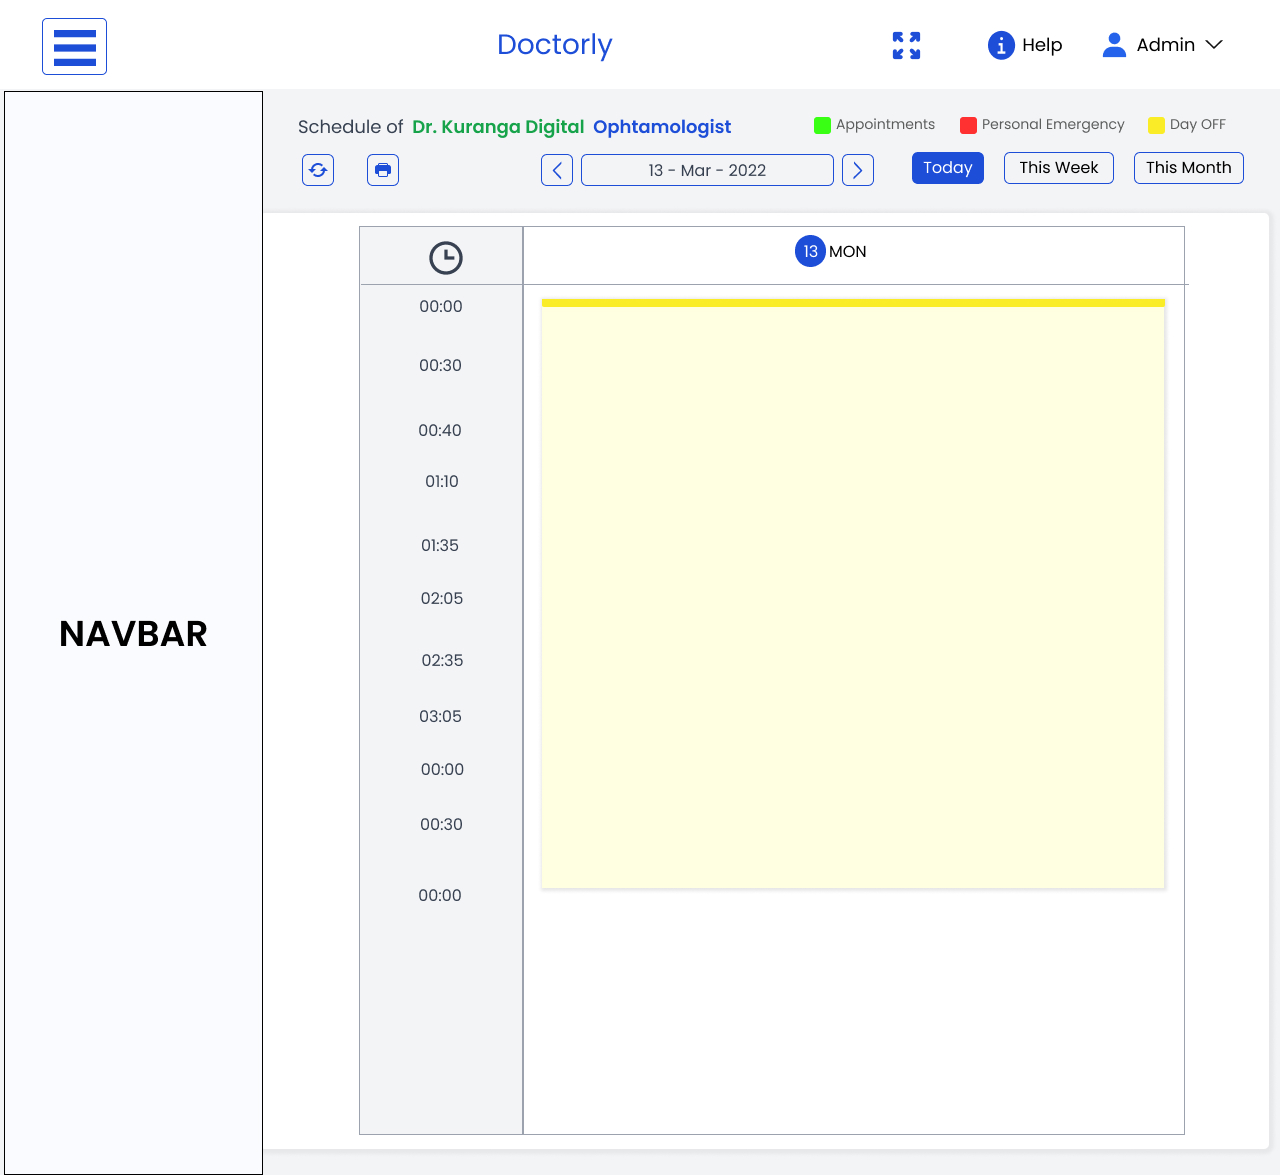 Doctorly
Help
Admin
Schedule of Dr. Kuranga Digital Ophtamologist
Appointments
Personal Emergency
Day OFF
13 - Mar - 2022
Today
This Week
This Month
13 MON
00:00
00:30
00:40
01:10
01:35
02:05
02:35
03:05
00:00
00:30
00:00
NAVBAR